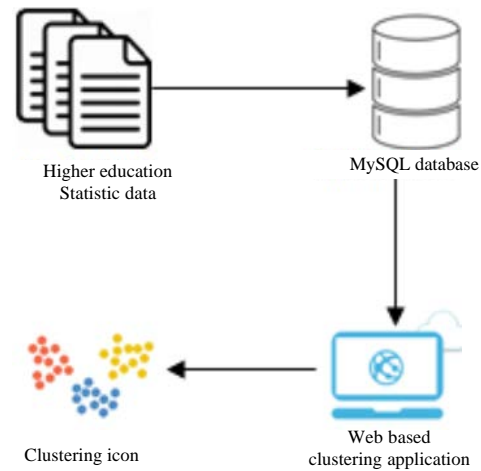 Higher education
Statistic data
MySQL database
Clustering icon
Web based
clustering application